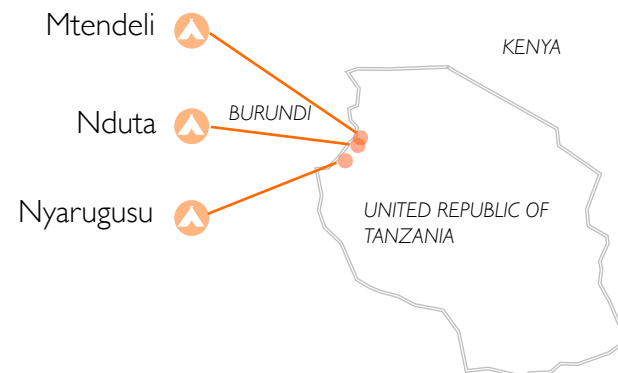 Mtendeli
KENYA
BURUNDI
Nduta
Nyarugusu
UNITED REPUBLIC OF
TANZANIA